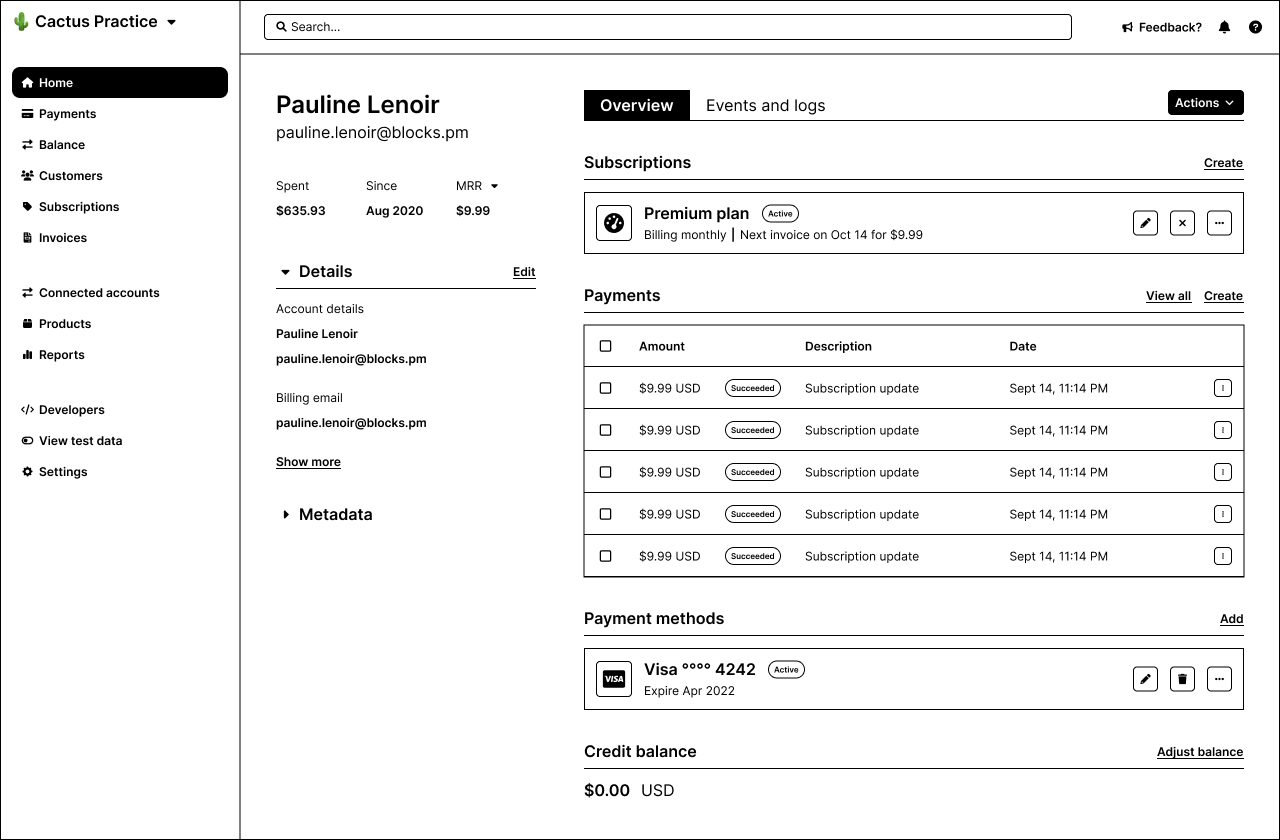 Cactus Practice
Search...
Feedback?
Home
Payments
Balance
Customers
Subscriptions
Invoices
Connected accounts
Products
Reports
Developers
View test data
Settings
Pauline Lenoir
pauline.lenoir@blocks.pm
Spent Since MRR
$635.93 Aug 2020 $9.99
Details Edit
Account details
Pauline Lenoir
pauline.lenoir@blocks.pm
Billing email
pauline.lenoir@blocks.pm
Show more
Metadata
Overview Events and logs Actions
Subscriptions Create
Premium plan Active
Billing monthly | Next invoice on Oct 14 for $9.99
Payments View all Create
Amount Description Date
$9.99 USD Succeeded Subscription update Sept 14, 11:14 PM
$9.99 USD Succeeded Subscription update Sept 14, 11:14 PM
$9.99 USD Succeeded Subscription update Sept 14, 11:14 PM
$9.99 USD Succeeded Subscription update Sept 14, 11:14 PM
$9.99 USD Succeeded Subscription update Sept 14, 11:14 PM
Payment methods Add
VISA Visa °°°° 4242 Active
Expire Apr 2022
Credit balance Adjust balance
$0.00 USD